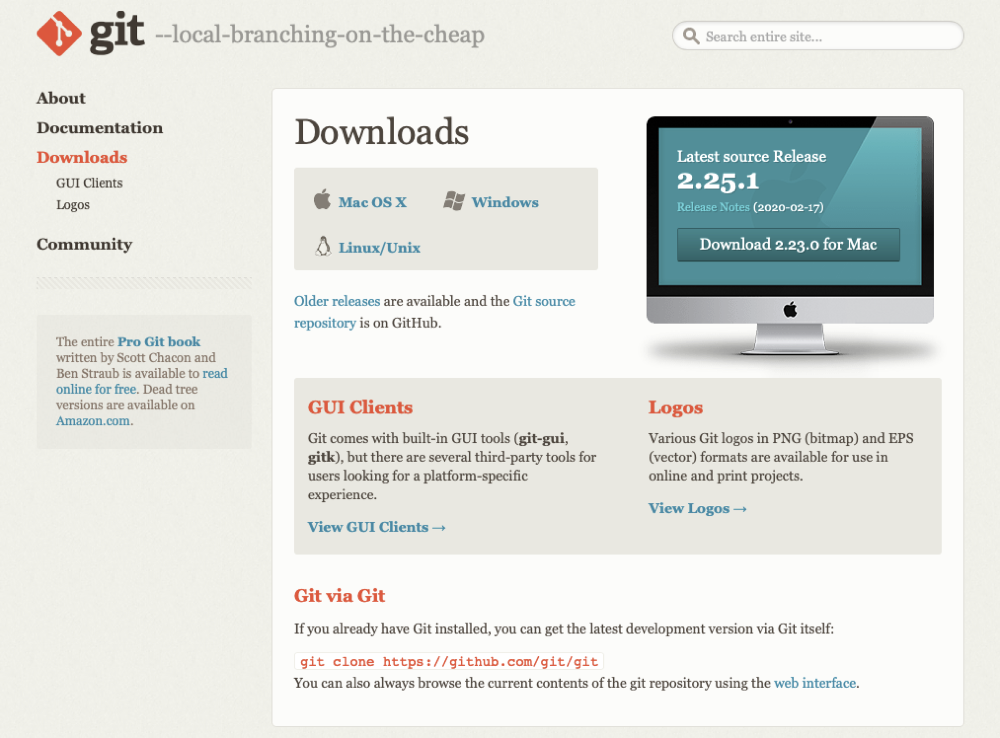 git --local-branching-on-the-cheap
Search entire site...
About
Documentation
Downloads
GUI Clients
Logos
Community
The entire Pro Git book
written by Scott Chacon and
Ben Straub is available to read
online for free. Dead tree
versions are available on
Amazon.com.
Downloads
Mac OS X
Windows
Linux/Unix
Older releases are available and the Git source
repository is on GitHub.
Latest source Release
2.25.1
Release Notes (2020-02-17)
Download 2.23.0 for Mac
GUI Clients
Git comes with built-in GUI tools (git-gui,
gitk), but there are several third-party tools for
users looking for a platform-specific
experience.
View GUI Clients →
Logos
Various Git logos in PNG (bitmap) and EPS
(vector) formats are available for use in
online and print projects.
View Logos →
Git via Git
If you already have Git installed, you can get the latest development version via Git itself:
git clone https://github.com/git/git
You can also always browse the current contents of the git repository using the web interface.